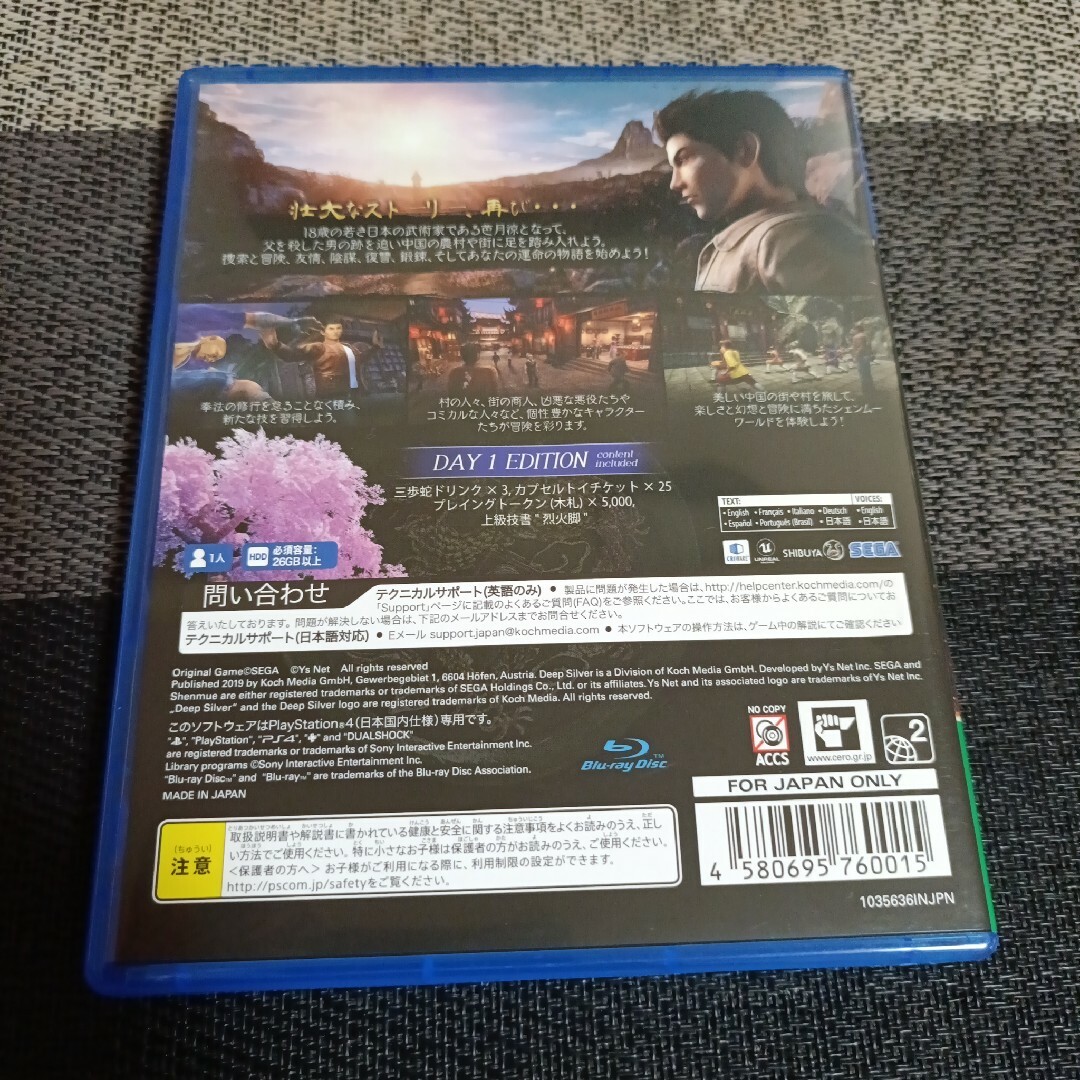 壮大なストーリー、再び・・・
18歳の若き日本の武術家である芭月涼となって、
父を殺した男の跡を追い中国の農村や街に足を踏み入れよう。
捜索と冒険、友情、陰謀、復讐、鍛錬、そしてあなたの運命の物語を始めよう!
拳法の修行を怠ることなく積み、
新たな技を習得しよう。
村の人々、街の商人、凶悪な悪役たちや
コミカルな人々など、個性豊かなキャラクター
たちが冒険を彩ります。
美しい中国の街や村を旅して、
楽しさと幻想と冒険に満ちたシェンムー
ワールドを体験しよう!
DAY 1 EDITION content included
三歩蛇ドリンク × 3, カプセルトイチケット × 25
プレイングトークン (木札) × 5,000,
上級技書 " 烈火脚 "
TEXT:
• English • Français • Italiano • Deutsch
• Español • Português (Brasil) • 日本語
VOICES:
• English
• 日本語
CRIWARE UNREAL SHIBUYA SEGA
1人
HDD 必須容量:
26GB以上
問い合わせ
テクニカルサポート(英語のみ) ● 製品に問題が発生した場合は、http://helpcenter.kochmedia.com/の
「Support」ページに記載のよくあるご質問(FAQ)をご参照ください。ここでは、お客様からよくあるご質問について
お答えいたしております。問題が解決しない場合は、下記のメールアドレスまでお問合せください。
テクニカルサポート(日本語対応) ● Eメール support.japan@kochmedia.com ● 本ソフトウェアの操作方法は、ゲーム中の解説にてご確認ください
Original Game©SEGA ©Ys Net All rights reserved
Published 2019 by Koch Media GmbH, Gewerbegebiet 1, 6604 Höfen, Austria. Deep Silver is a Division of Koch Media GmbH. Developed by Ys Net Inc. SEGA and
Shenmue are either registered trademarks or trademarks of SEGA Holdings Co., Ltd. or its affiliates. Ys Net and its associated logo are trademarks of Ys Net Inc.
„Deep Silver“ and the Deep Silver logo are registered trademarks of Koch Media. All rights reserved.
このソフトウェアはPlayStation®4(日本国内仕様)専用です。
" ", "PlayStation", "PS4", " " and "DUALSHOCK"
are registered trademarks or trademarks of Sony Interactive Entertainment Inc.
Library programs ©Sony Interactive Entertainment Inc.
"Blu-ray Disc™" and "Blu-ray™" are trademarks of the Blu-ray Disc Association.
MADE IN JAPAN
Blu-ray Disc™
NO COPY
ACCS
www.cero.gr.jp
2
FOR JAPAN ONLY
4 580695 760015
1035636INJPN
(ちゅうい)
注意
取扱説明書や解説書に書かれている健康と安全に関する注意事項をよくお読みのうえ、正し
い方法でご使用ください。特に小さなお子様は保護者の方がお読みのうえ、ご使用ください。
<保護者の方へ> お子様がご利用になる際に、利用制限の設定ができます。
http://pscom.jp/safetyをご覧ください。